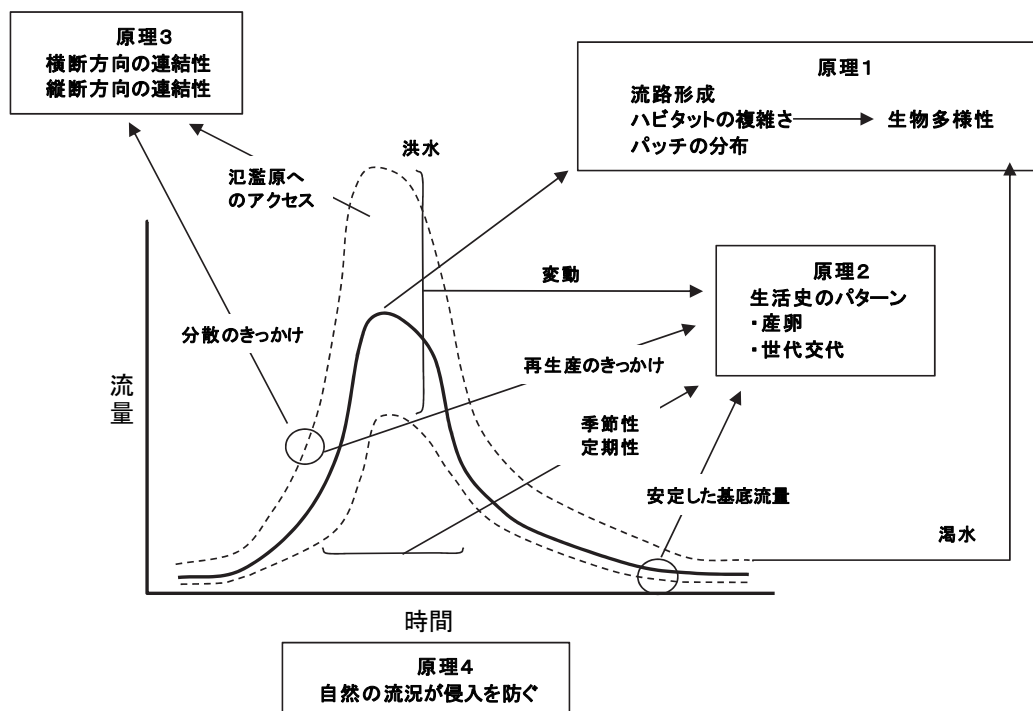 原理3
横断方向の連結性
縦断方向の連結性
原理1
流路形成
ハビタットの複雑さ
生物多様性
パッチの分布
洪水
氾濫原へ
のアクセス
変動
原理2
生活史のパターン
・産卵
・世代交代
分散のきっかけ
再生産のきっかけ
流量
季節性
定期性
安定した基底流量
渇水
時間
原理4
自然の流況が侵入を防ぐ